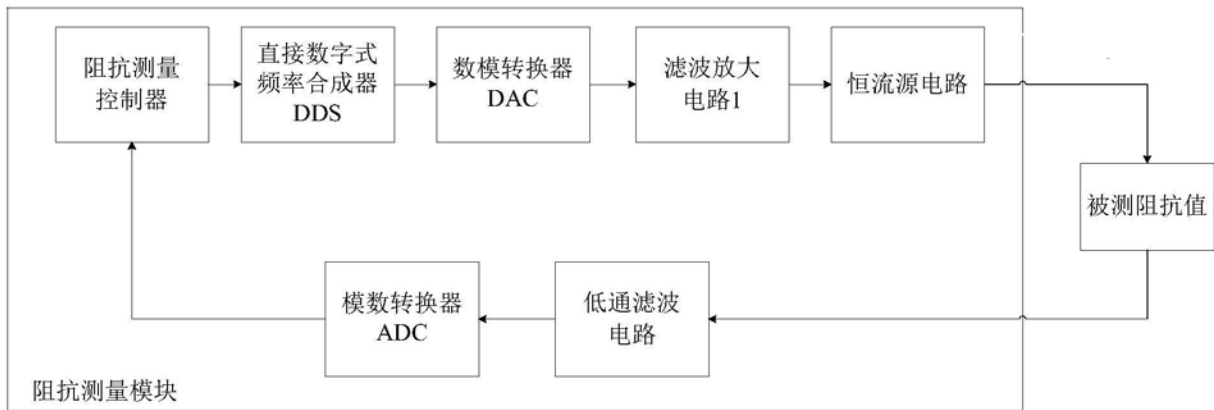 阻抗测量
控制器
直接数字式
频率合成器
DDS
数模转换器
DAC
滤波放大
电路1
恒流源电路
被测阻抗值
模数转换器
ADC
低通滤波
电路
阻抗测量模块